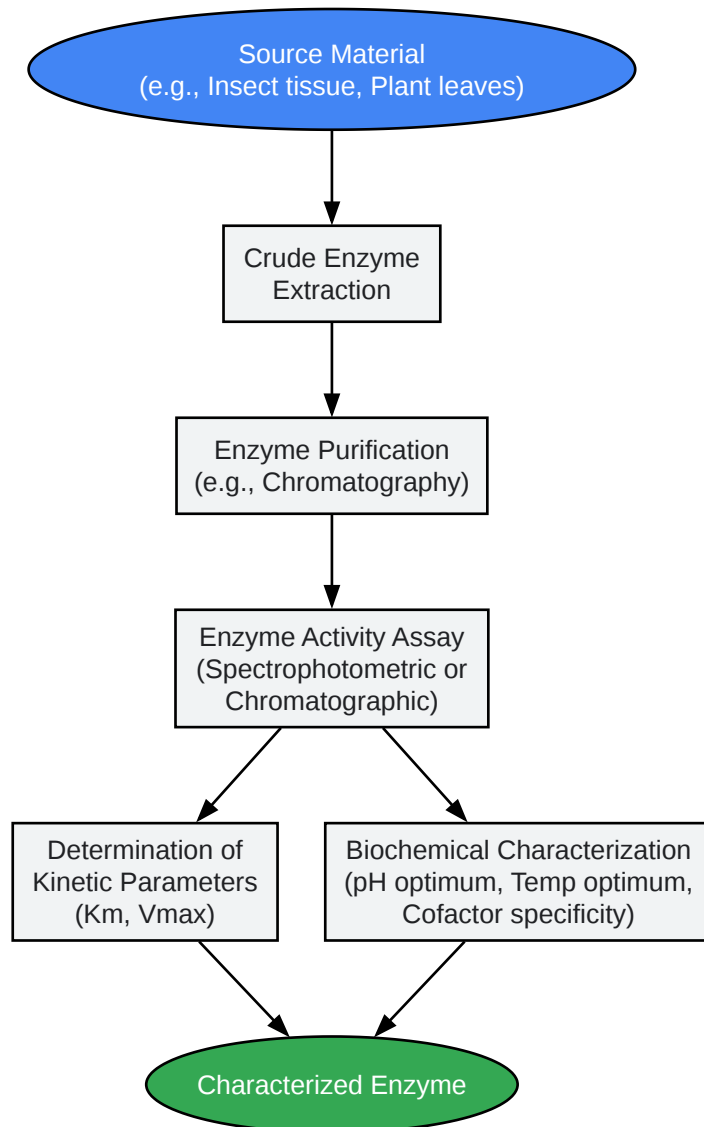 Source Material
(e.g., Insect tissue, Plant leaves)
Crude Enzyme
Extraction
Enzyme Purification
(e.g., Chromatography)
Enzyme Activity Assay
(Spectrophotometric or
Chromatographic)
Determination of
Kinetic Parameters
(Km, Vmax)
Biochemical Characterization
(pH optimum, Temp optimum,
Cofactor specificity)
Characterized Enzyme